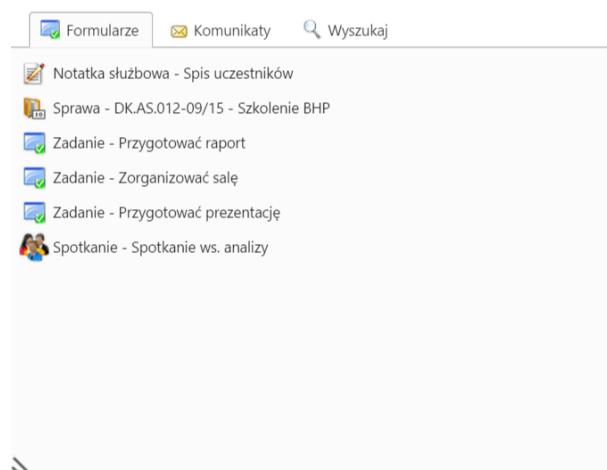 Formularze Komunikaty Wyszukaj
Notatka służbowa - Spis uczestników
Sprawa - DK.AS.012-09/15 - Szkolenie BHP
Zadanie - Przygotować raport
Zadanie - Zorganizować salę
Zadanie - Przygotować prezentację
Spotkanie - Spotkanie ws. analizy